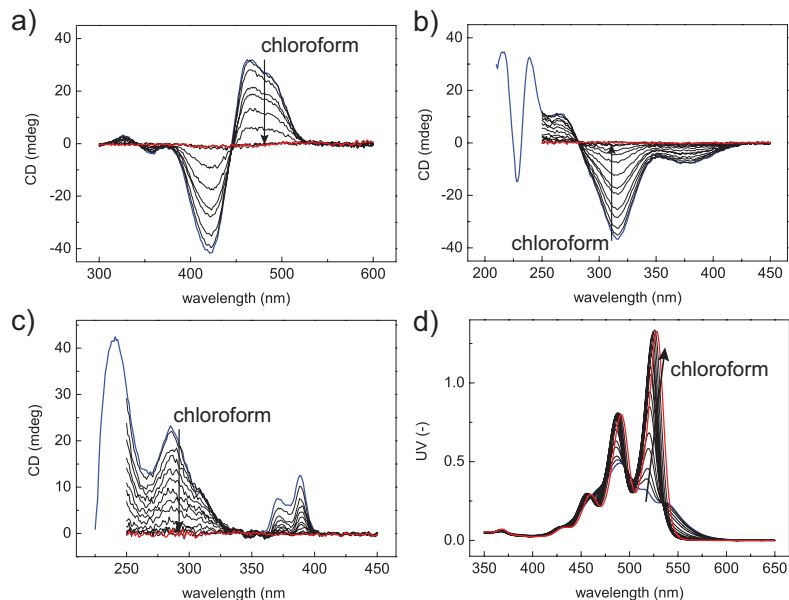 a)
chloroform
CD (mdeg)
40
20
0
-20
-40
300 400 500 600
wavelength (nm)
b)
chloroform
CD (mdeg)
40
20
0
-20
-40
200 250 300 350 400 450
wavelength (nm)
c)
chloroform
CD (mdeg)
40
30
20
10
0
250 300 350 400 450
wavelength (nm)
d)
chloroform
UV (-)
1.0
0.5
0.0
350 400 450 500 550 600 650
wavelength (nm)